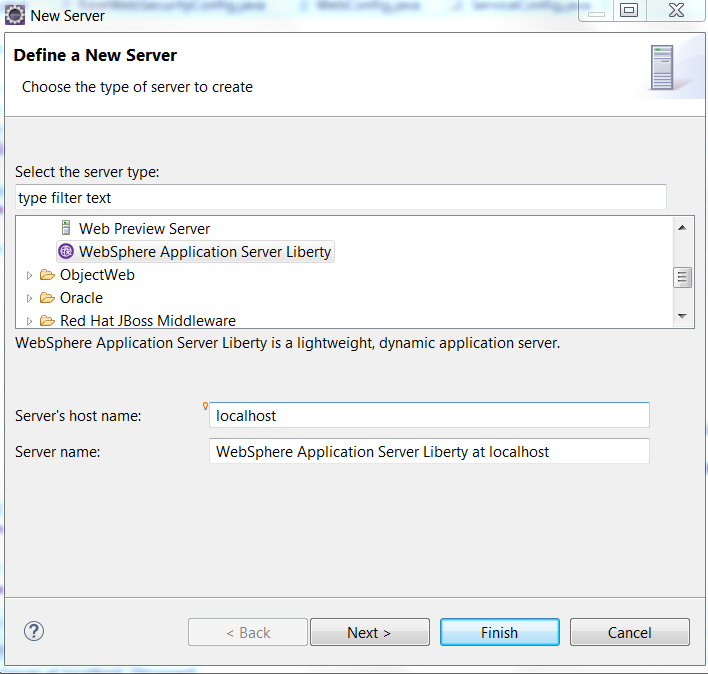 New Server
Define a New Server
Choose the type of server to create
Select the server type:
type filter text
Web Preview Server
WebSphere Application Server Liberty
ObjectWeb
Oracle
Red Hat JBoss Middleware
WebSphere Application Server Liberty is a lightweight, dynamic application server.
Server's host name: localhost
Server name: WebSphere Application Server Liberty at localhost
? < Back Next > Finish Cancel